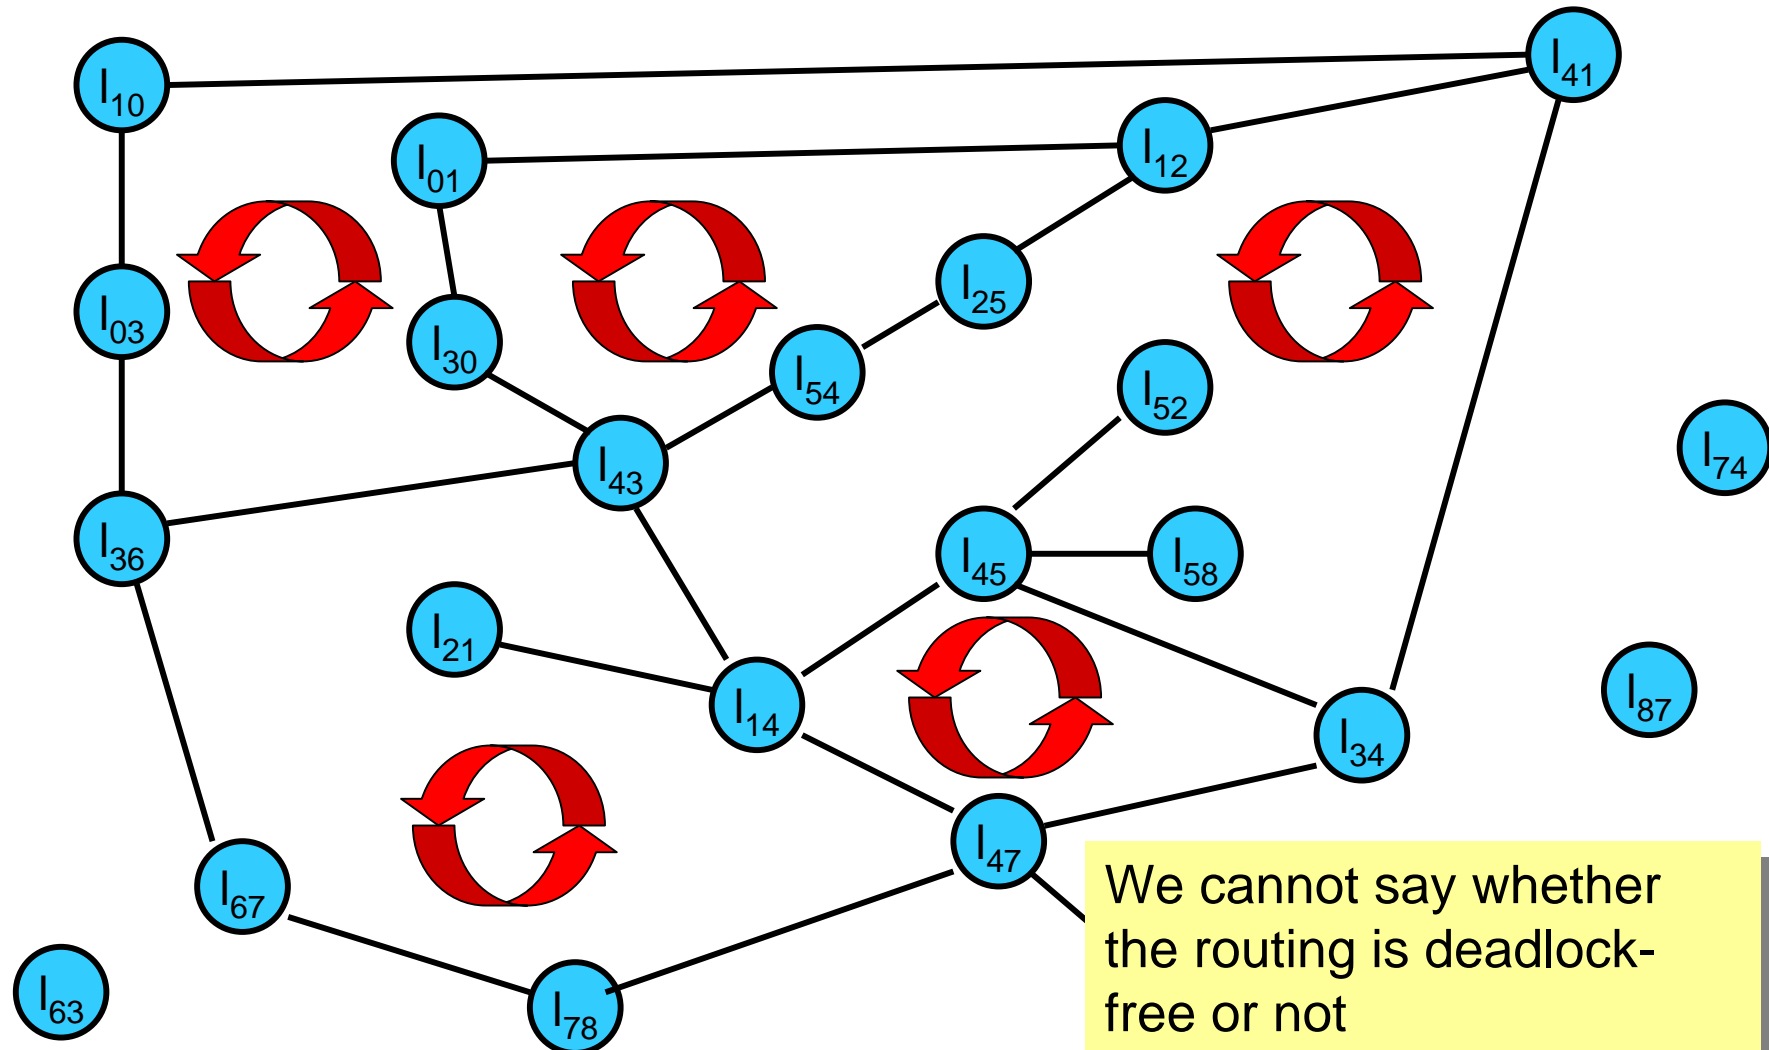 l10
l41
l01
l12
l03
l25
l30
l54
l52
l43
l74
l36
l45
l58
l21
l14
l87
l34
l47
l67
l63
l78
We cannot say whether
the routing is deadlock-
free or not